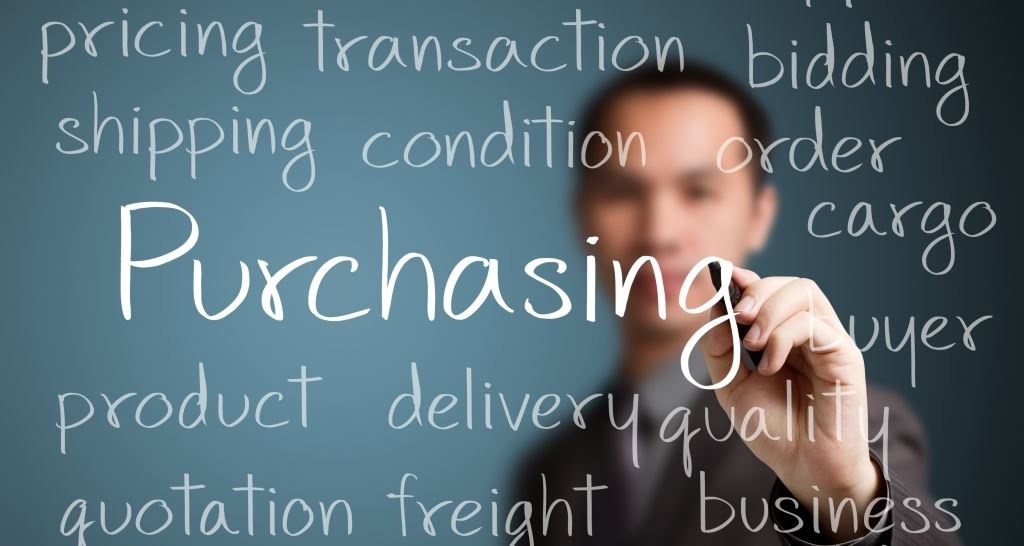 pricing transaction bidding
shipping condition order
cargo
Purchasing
buyer
product delivery quality
quotation freight business